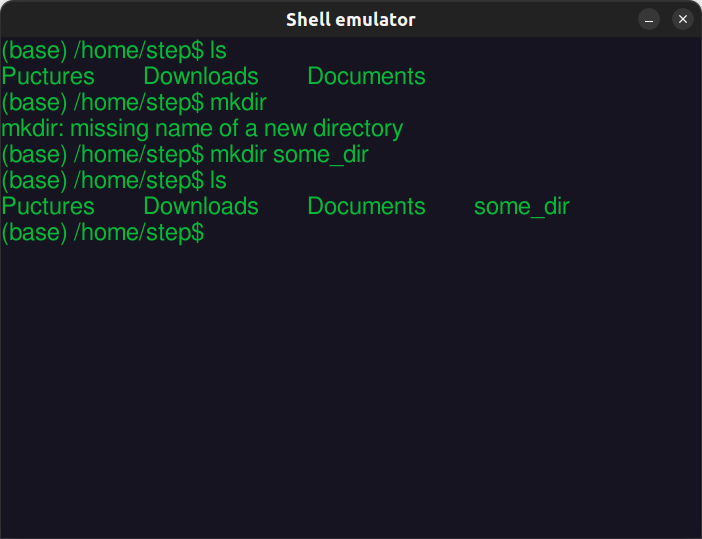 Shell emulator
(base) /home/step$ ls
Puctures Downloads Documents
(base) /home/step$ mkdir
mkdir: missing name of a new directory
(base) /home/step$ mkdir some_dir
(base) /home/step$ ls
Puctures Downloads Documents some_dir
(base) /home/step$